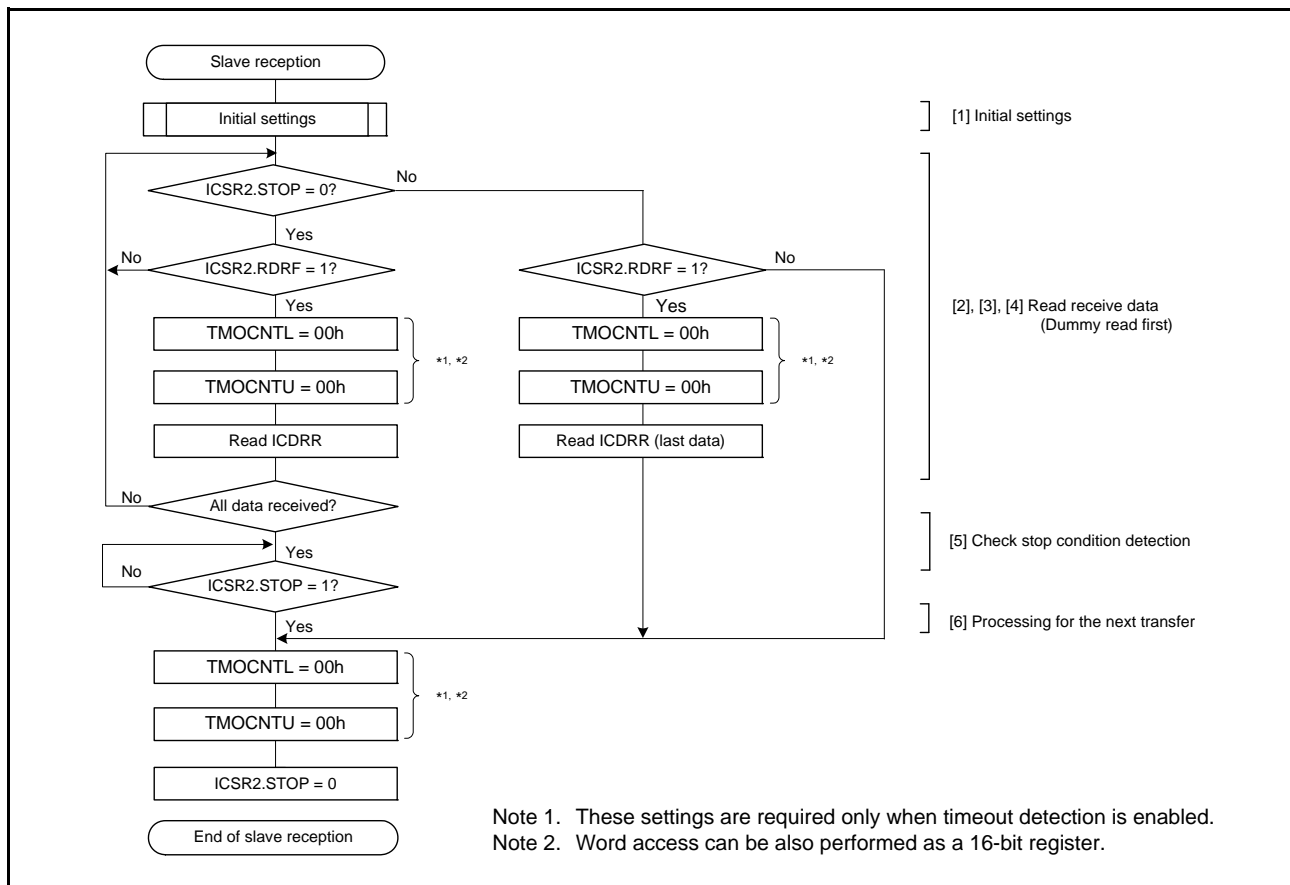 Slave reception
Initial settings
[1] Initial settings
ICSR2.STOP = 0?
No
Yes
No
ICSR2.RDRF = 1?
ICSR2.RDRF = 1?
No
Yes
Yes
[2], [3], [4] Read receive data
(Dummy read first)
TMOCNTL = 00h
TMOCNTL = 00h
*1, *2
*1, *2
TMOCNTU = 00h
TMOCNTU = 00h
Read ICDRR
Read ICDRR (last data)
No
All data received?
Yes
[5] Check stop condition detection
No
ICSR2.STOP = 1?
Yes
[6] Processing for the next transfer
TMOCNTL = 00h
*1, *2
TMOCNTU = 00h
ICSR2.STOP = 0
End of slave reception
Note 1. These settings are required only when timeout detection is enabled.
Note 2. Word access can be also performed as a 16-bit register.